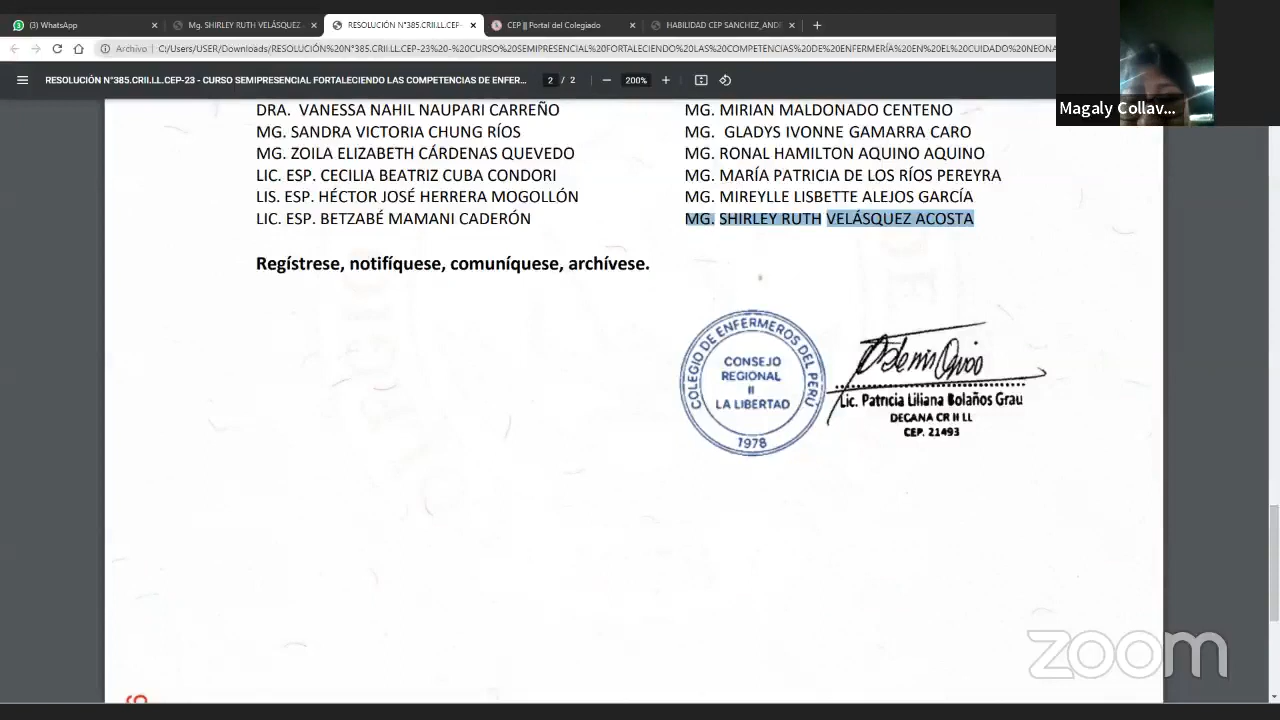 (3) WhatsApp
Mg. SHIRLEY RUTH VELÁSQUEZ
RESOLUCIÓN N°385.CRII.LL.CEP-
CEP || Portal del Colegiado
HABILIDAD CEP SANCHEZ_AND
Archivo
C:/Users/USER/Downloads/RESOLUCIÓN%20N°385.CRII.LL.CEP-23%20-%20CURSO%20SEMIPRESENCIAL%20FORTALECIENDO%20LAS%20COMPETENCIAS%20DE%20ENFERMERÍA%20EN%20EL%20CUIDADO%20NEONA
RESOLUCIÓN N°385.CRII.LL.CEP-23 - CURSO SEMIPRESENCIAL FORTALECIENDO LAS COMPETENCIAS DE ENFER...
2 / 2
200%
Magaly Collav...
DRA. VANESSA NAHIL NAUPARI CARREÑO
MG. SANDRA VICTORIA CHUNG RÍOS
MG. ZOILA ELIZABETH CÁRDENAS QUEVEDO
LIC. ESP. CECILIA BEATRIZ CUBA CONDORI
LIS. ESP. HÉCTOR JOSÉ HERRERA MOGOLLÓN
LIC. ESP. BETZABÉ MAMANI CADERÓN
MG. MIRIAN MALDONADO CENTENO
MG. GLADYS IVONNE GAMARRA CARO
MG. RONAL HAMILTON AQUINO AQUINO
MG. MARÍA PATRICIA DE LOS RÍOS PEREYRA
MG. MIREYLLE LISBETTE ALEJOS GARCÍA
MG. SHIRLEY RUTH VELÁSQUEZ ACOSTA
Regístrese, notifíquese, comuníquese, archívese.
COLEGIO DE ENFERMEROS DEL PERÚ
CONSEJO
REGIONAL
II
LA LIBERTAD
1978
Lic. Patricia Liliana Bolaños Grau
DECANA CR II LL
CEP. 21493
zoom